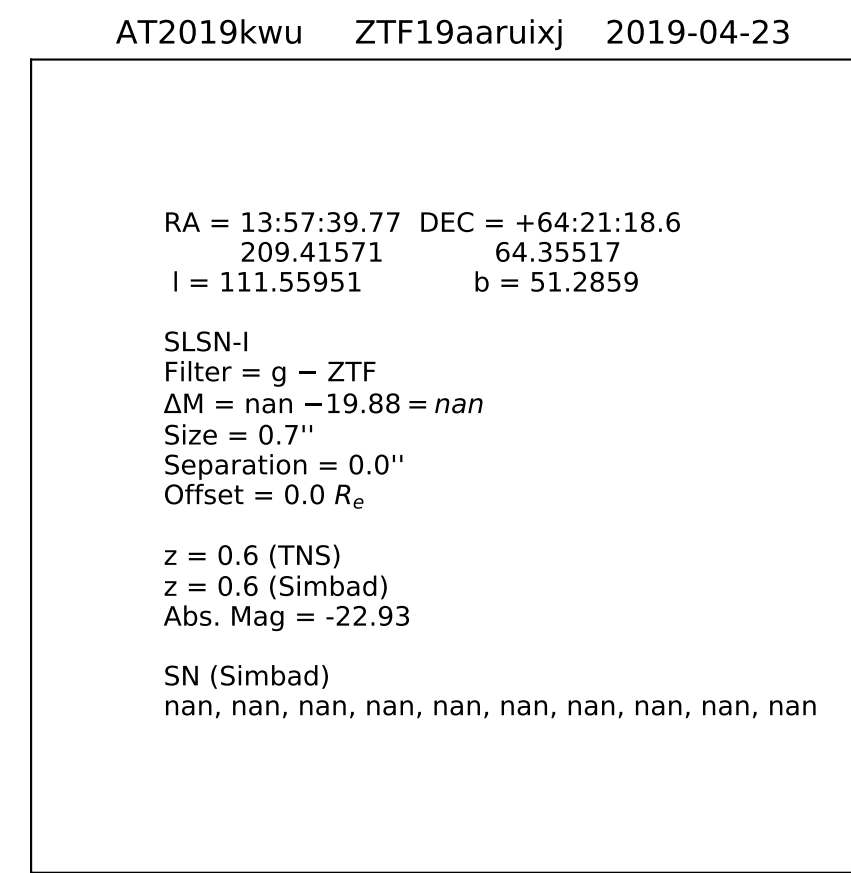 AT2019kwu ZTF19aaruixj 2019-04-23
RA = 13:57:39.77 DEC = +64:21:18.6
209.41571 64.35517
l = 111.55951 b = 51.2859
SLSN-I
Filter = g − ZTF
ΔM = nan −19.88 = nan
Size = 0.7''
Separation = 0.0''
Offset = 0.0 Rₑ
z = 0.6 (TNS)
z = 0.6 (Simbad)
Abs. Mag = -22.93
SN (Simbad)
nan, nan, nan, nan, nan, nan, nan, nan, nan, nan